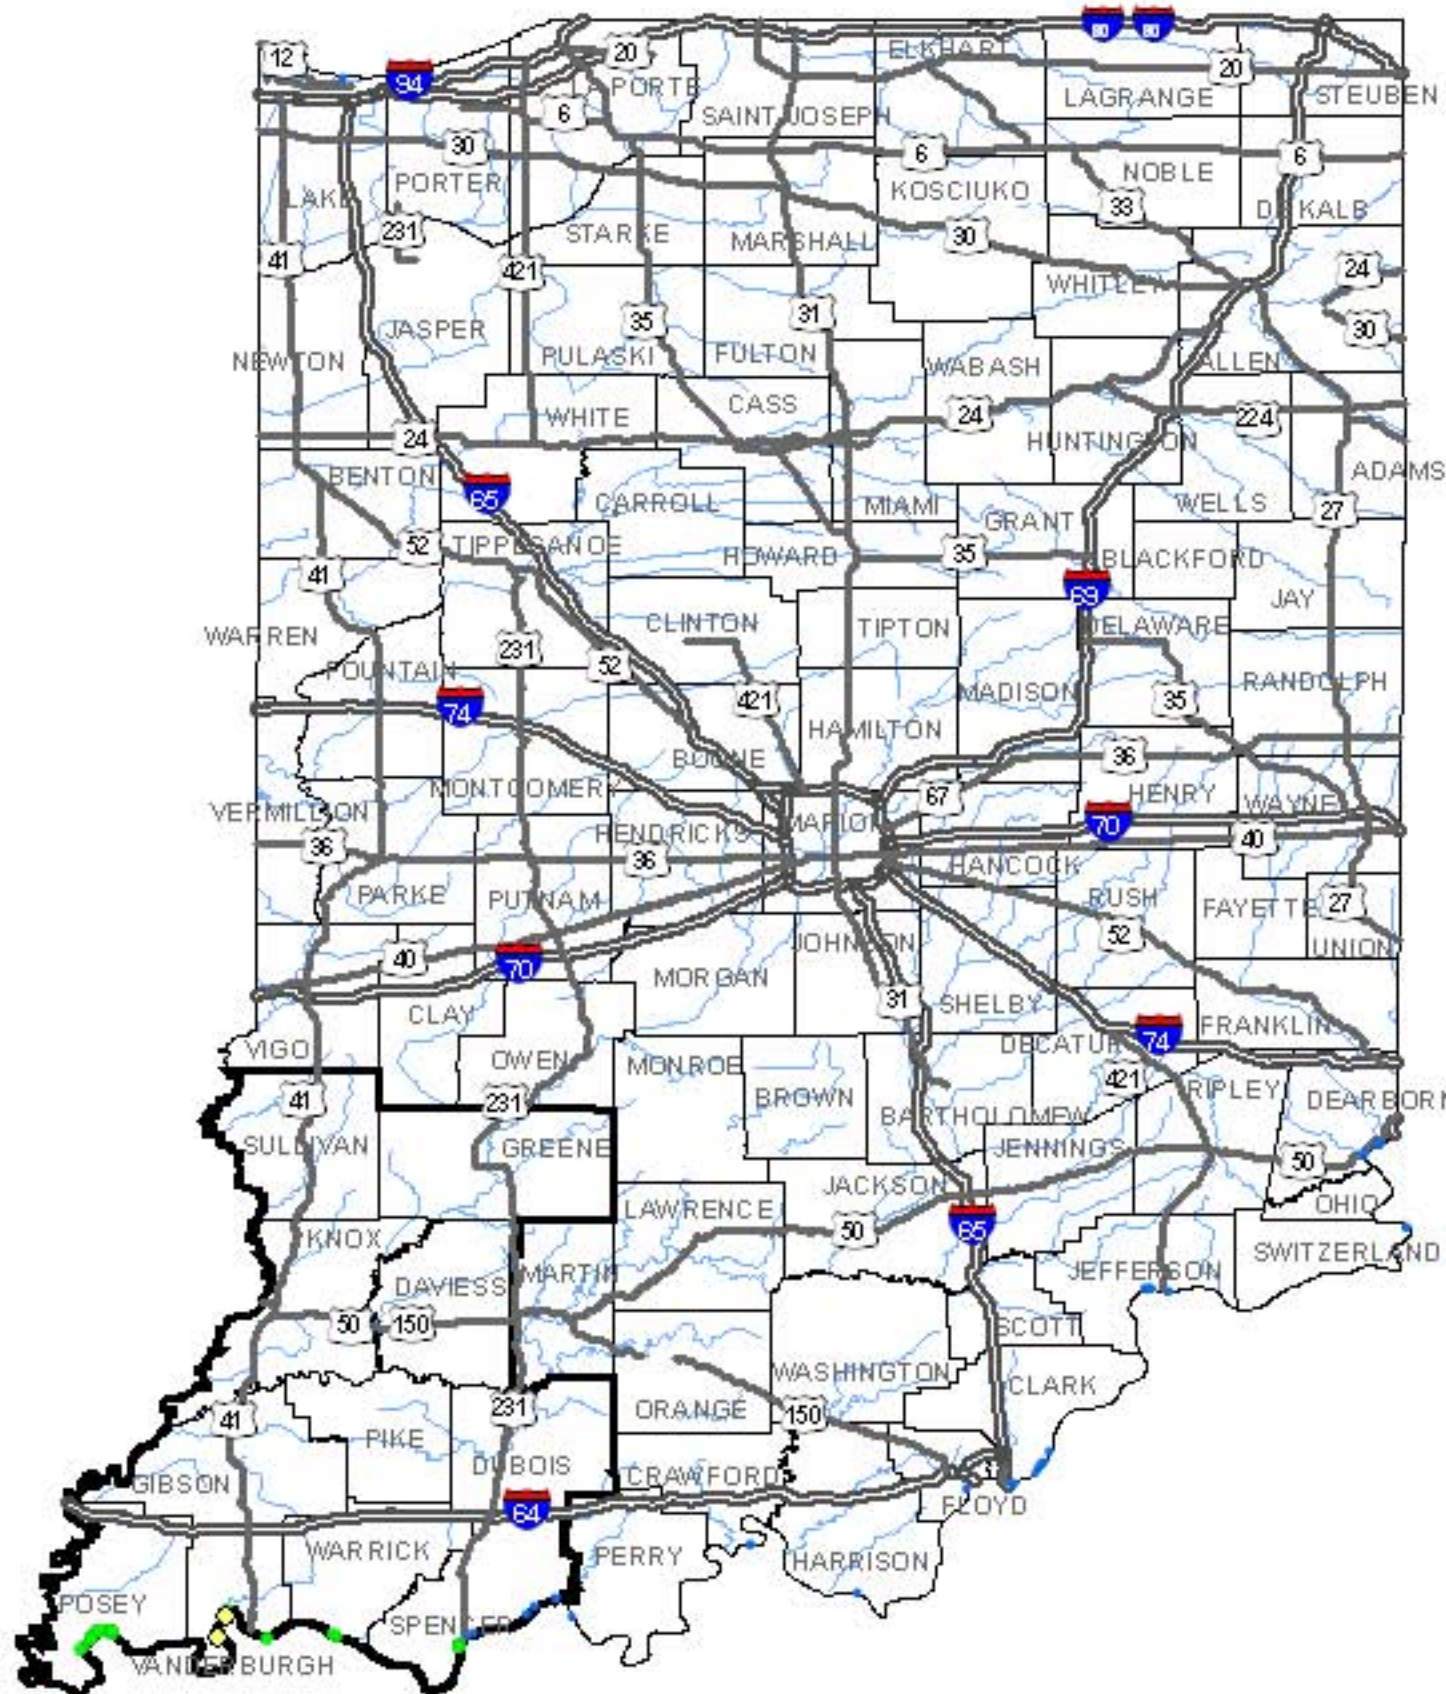 80 80
12
20
ELKHART
94
PORTE
20
LAGRANGE
STEUBEN
6
SAINT JOSEPH
30
6
6
NOBLE
PORTER
KOSCIUKO
LAKE
33
DEKALB
231
STARKE
MARSHALL
30
41
421
WHITLEY
24
35
31
30
JASPER
NEWTON
PULASKI
FULTON
WABASH
ALLEN
CASS
WHITE
24
224
24
HUNTINGTON
BENTON
ADAMS
65
CARROLL
MIAMI
WELLS
27
GRANT
52
TIPPECANOE
HOWARD
35
BLACKFORD
41
69
JAY
CLINTON
TIPTON
DELAWARE
WARREN
231
52
FOUNTAIN
RANDOLPH
MADISON
421
35
74
HAMILTON
BOONE
36
MONTGOMERY
67
HENRY
WAYNE
VERMILLION
MARION
70
HENDRICKS
40
36
36
HANCOCK
PARKE
PUTNAM
RUSH
FAYETTE
27
52
JOHNSON
UNION
40
70
MORGAN
31
SHELBY
CLAY
FRANKLIN
74
VIGO
OWEN
MONROE
DECATUR
421
RIPLEY
41
231
BROWN
DEARBORN
BARTHOLOMEW
SULLIVAN
GREENE
JENNINGS
50
JACKSON
LAWRENCE
OHIO
65
50
KNOX
SWITZERLAND
MARTIN
JEFFERSON
DAVIESS
50
150
SCOTT
WASHINGTON
CLARK
231
ORANGE
150
41
PIKE
DUBOIS
GIBSON
CRAWFORD
64
FLOYD
WARRICK
PERRY
HARRISON
POSEY
SPENCER
VANDERBURGH